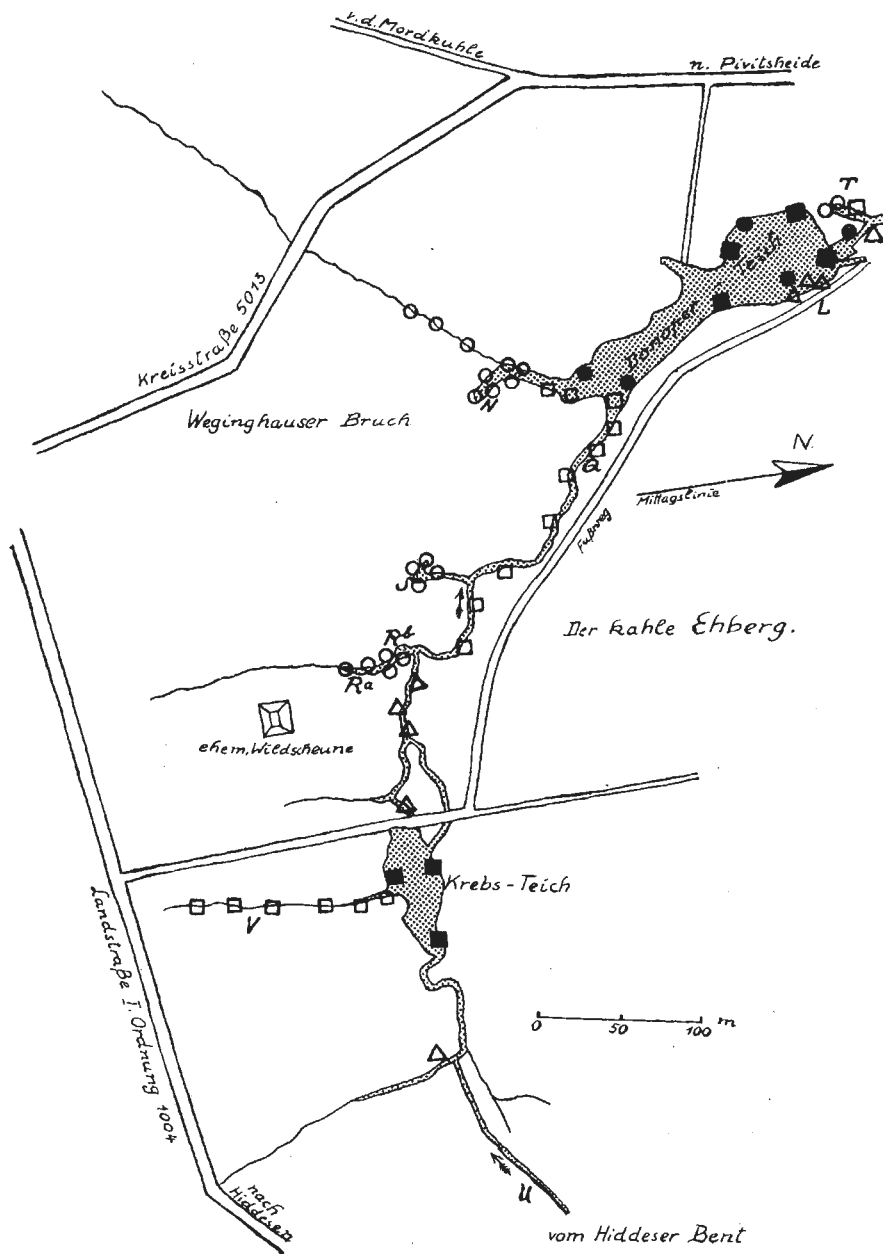 v.d. Mordkuhle
n. Pivitsheide
T
Kreisstraße 5013
Donoper Teich
L
N
Weginghauser Bruch
N.
Mittagslinie
Q
Fußweg
J
Der kahle Ehberg.
Rb
Ra
ehem. Wildscheune
Krebs-Teich
V
Landstraße I. Ordnung 1004
0 50 100 m
nach
Hiddesen
U
vom Hiddeser Bent